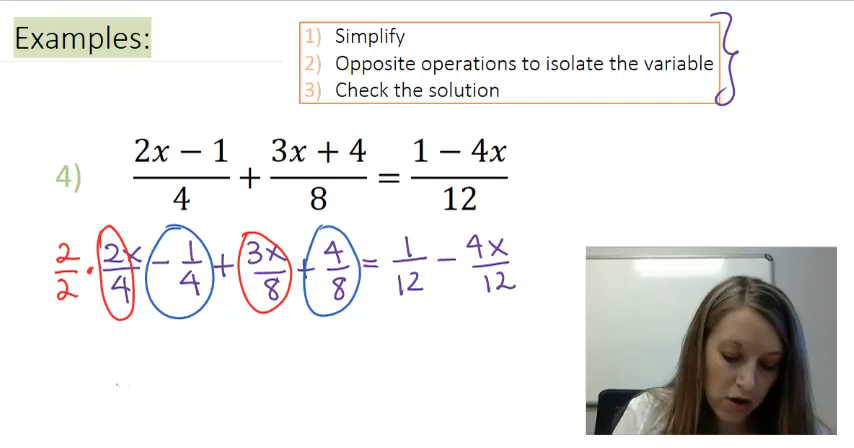 Examples:
1) Simplify
2) Opposite operations to isolate the variable
3) Check the solution
4) (2x − 1)/4 + (3x + 4)/8 = (1 − 4x)/12
2/2 · 2x/4 − 1/4 + 3x/8 + 4/8 = 1/12 − 4x/12